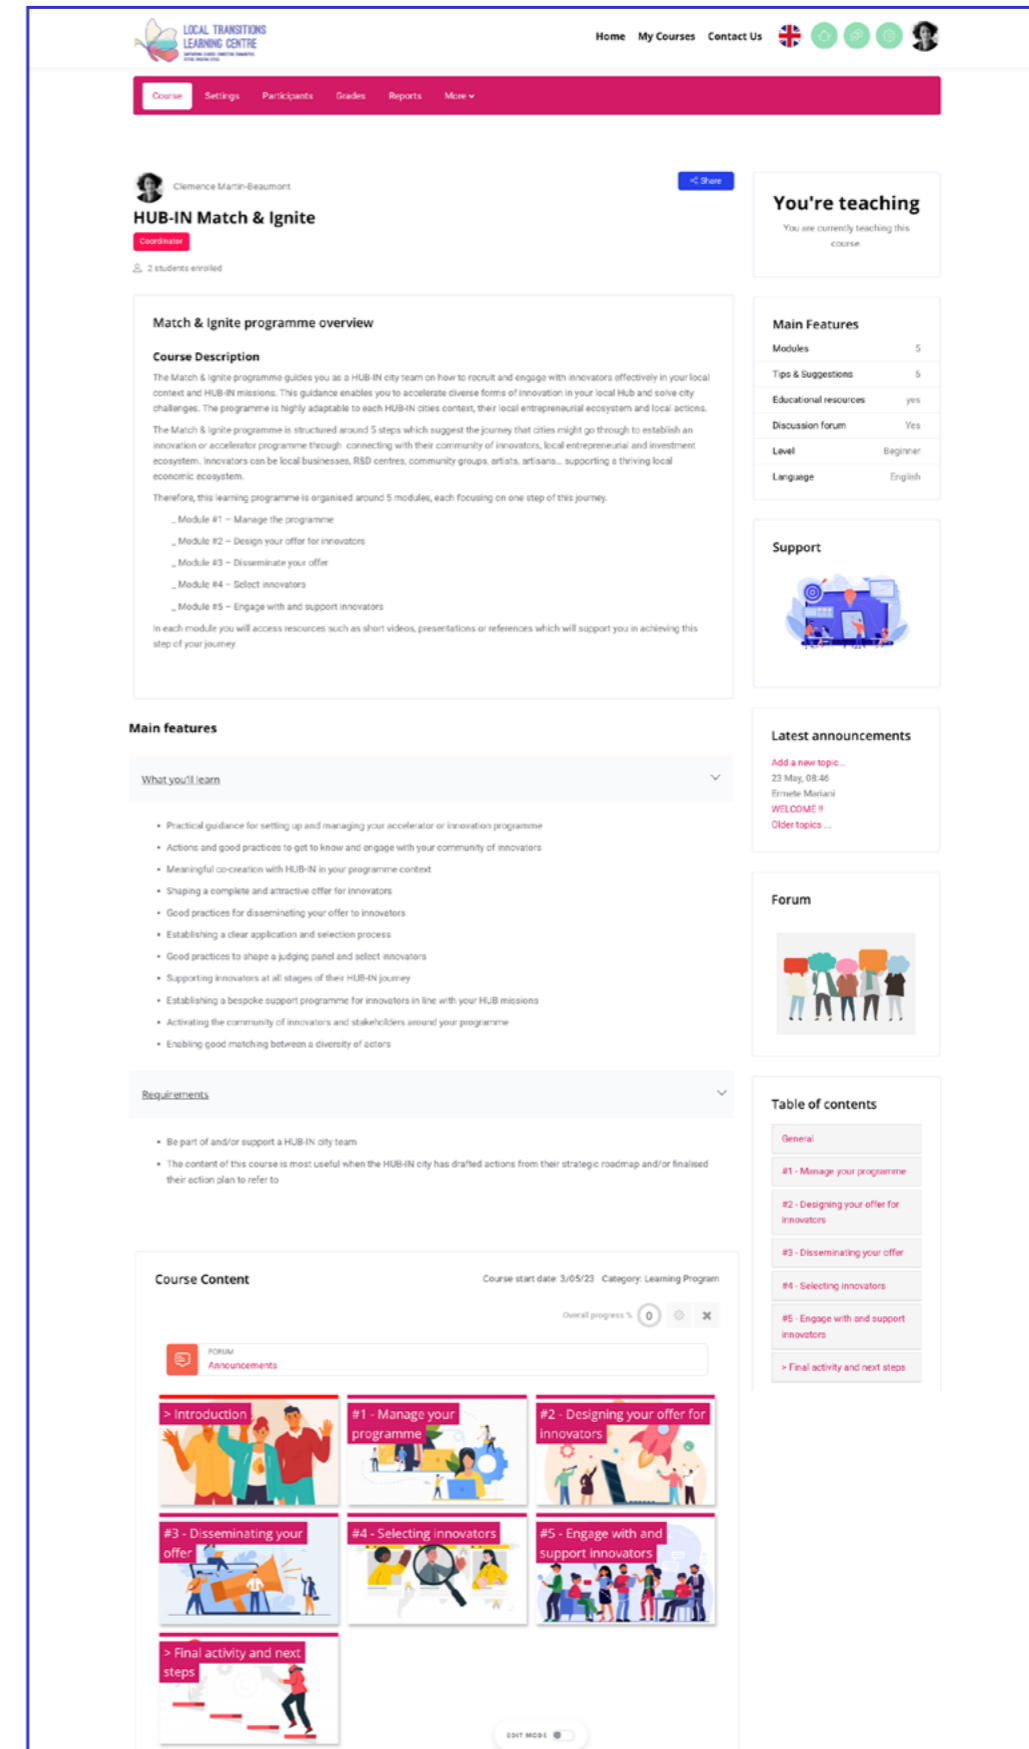 LOCAL TRANSITIONS
LEARNING CENTRE
Home My Courses Contact Us
Course Settings Participants Grades Reports More
Clemence Martin-Beaumont
Share
HUB-IN Match & Ignite
Coordinator
2 students enrolled
Match & Ignite programme overview
Course Description
The Match & Ignite programme guides you as a HUB-IN city team on how to recruit and engage with innovators effectively in your local
context and HUB-IN missions. This guidance enables you to accelerate diverse forms of innovation in your local Hub and solve city
challenges. The programme is highly adaptable to each HUB-IN cities context, their local entrepreneurial ecosystem and local actions.
The Match & Ignite programme is structured around 5 steps which suggest the journey that cities might go through to establish an
innovation or accelerator programme through connecting with their community of innovators, local entrepreneurial and investment
ecosystem. Innovators can be local businesses, R&D centres, community groups, artists, artisans... supporting a thriving local
economic ecosystem.
Therefore, this learning programme is organised around 5 modules, each focusing on one step of this journey.
_ Module #1 – Manage the programme
_ Module #2 – Design your offer for innovators
_ Module #3 – Disseminate your offer
_ Module #4 – Select innovators
_ Module #5 – Engage with and support innovators
In each module you will access resources such as short videos, presentations or references which will support you in achieving this
step of your journey
Main features
What you'll learn
• Practical guidance for setting up and managing your accelerator or innovation programme
• Actions and good practices to get to know and engage with your community of innovators
• Meaningful co-creation with HUB-IN in your programme context
• Shaping a complete and attractive offer for innovators
• Good practices for disseminating your offer to innovators
• Establishing a clear application and selection process
• Good practices to shape a judging panel and select innovators
• Supporting innovators at all stages of their HUB-IN journey
• Establishing a bespoke support programme for innovators in line with your HUB missions
• Activating the community of innovators and stakeholders around your programme
• Enabling good matching between a diversity of actors
Requirements
• Be part of and/or support a HUB-IN city team
• The content of this course is most useful when the HUB-IN city has drafted actions from their strategic roadmap and/or finalised
their action plan to refer to
Course Content
Course start date: 3/05/23 Category: Learning Program
Overall progress % 0
FORUM
Announcements
> Introduction
#1 - Manage your
programme
#2 - Designing your offer for
innovators
#3 - Disseminating your
offer
#4 - Selecting innovators
#5 - Engage with and
support innovators
> Final activity and next
steps
EDIT MODE
You're teaching
You are currently teaching this
course
Main Features
Modules 5
Tips & Suggestions 5
Educational resources yes
Discussion forum Yes
Level Beginner
Language English
Support
Latest announcements
Add a new topic...
23 May, 08:46
Ermete Mariani
WELCOME !!
Older topics ...
Forum
Table of contents
General
#1 - Manage your programme
#2 - Designing your offer for
innovators
#3 - Disseminating your offer
#4 - Selecting innovators
#5 - Engage with and support
innovators
> Final activity and next steps